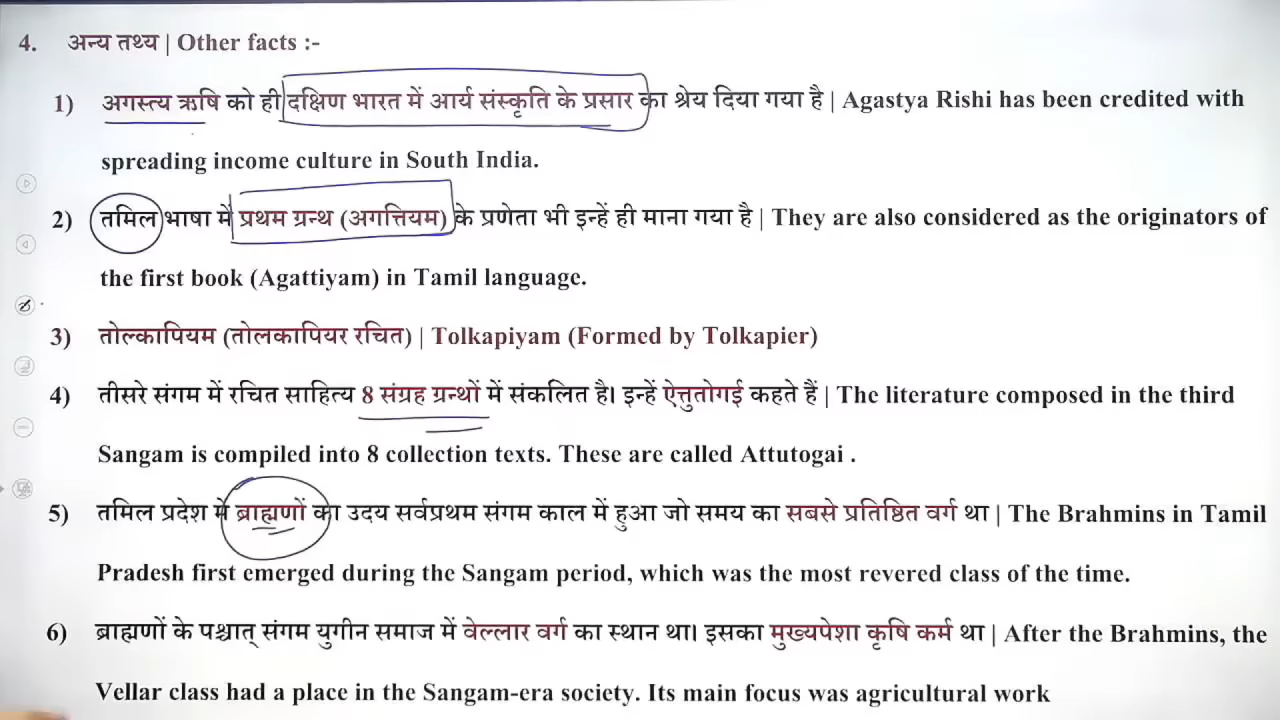 4. अन्य तथ्य | Other facts :-
1) अगस्त्य ऋषि को ही दक्षिण भारत में आर्य संस्कृति के प्रसार का श्रेय दिया गया है | Agastya Rishi has been credited with
spreading income culture in South India.
2) तमिल भाषा में प्रथम ग्रन्थ (अगत्तियम) के प्रणेता भी इन्हें ही माना गया है | They are also considered as the originators of
the first book (Agattiyam) in Tamil language.
3) तोल्कापियम (तोलकापियर रचित) | Tolkapiyam (Formed by Tolkapier)
4) तीसरे संगम में रचित साहित्य 8 संग्रह ग्रन्थों में संकलित है। इन्हें ऐत्तुतोगई कहते हैं | The literature composed in the third
Sangam is compiled into 8 collection texts. These are called Attutogai .
5) तमिल प्रदेश में ब्राह्मणों का उदय सर्वप्रथम संगम काल में हुआ जो समय का सबसे प्रतिष्ठित वर्ग था | The Brahmins in Tamil
Pradesh first emerged during the Sangam period, which was the most revered class of the time.
6) ब्राह्मणों के पश्चात् संगम युगीन समाज में वेल्लार वर्ग का स्थान था। इसका मुख्यपेशा कृषि कर्म था | After the Brahmins, the
Vellar class had a place in the Sangam-era society. Its main focus was agricultural work